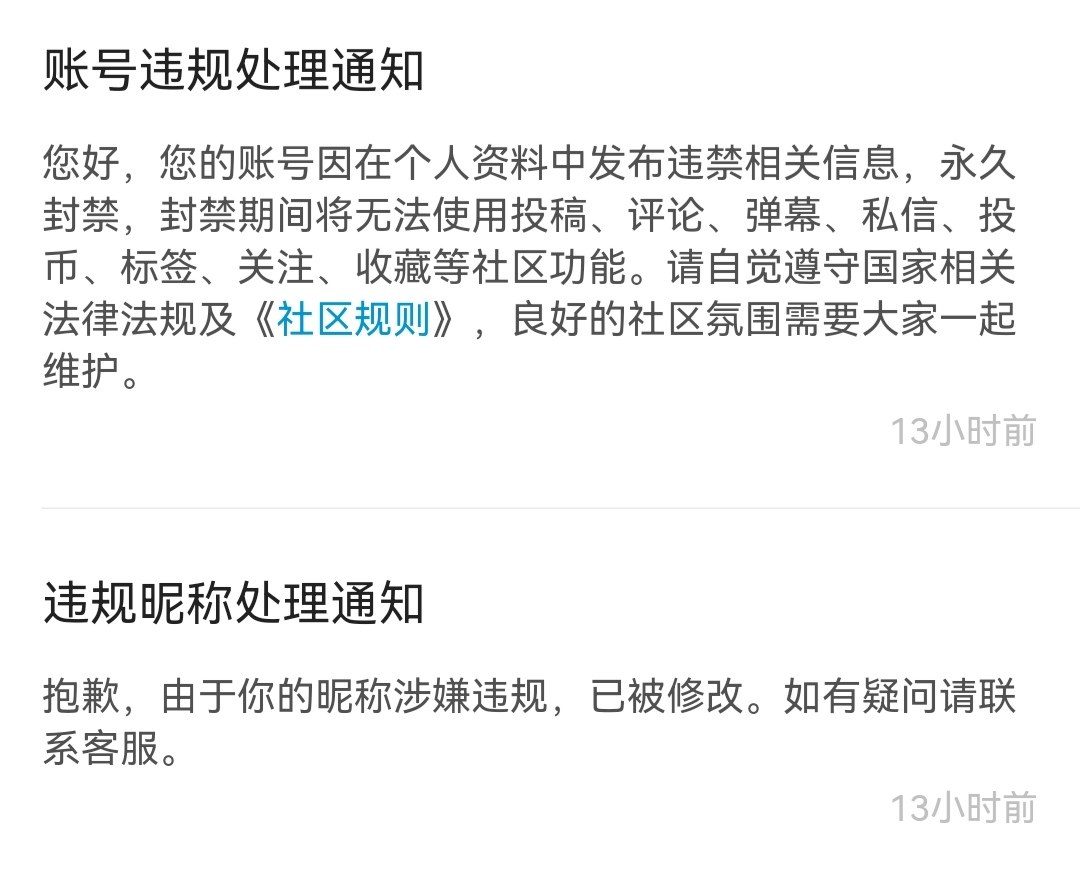 账号违规处理通知
您好，您的账号因在个人资料中发布违禁相关信息，永久
封禁，封禁期间将无法使用投稿、评论、弹幕、私信、投
币、标签、关注、收藏等社区功能。请自觉遵守国家相关
法律法规及《社区规则》，良好的社区氛围需要大家一起
维护。
13小时前
违规昵称处理通知
抱歉，由于你的昵称涉嫌违规，已被修改。如有疑问请联
系客服。
13小时前